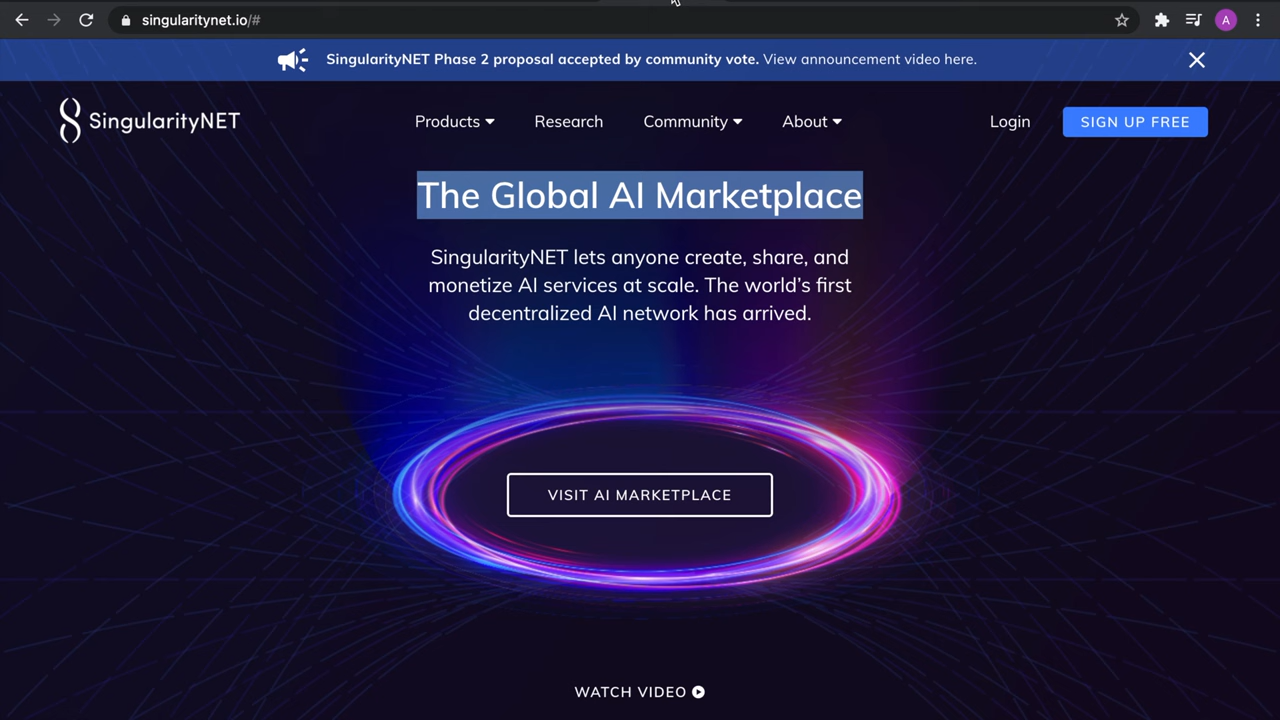 singularitynet.io/#
A
SingularityNET Phase 2 proposal accepted by community vote. View announcement video here.
SingularityNET
Products
Research
Community
About
Login
SIGN UP FREE
The Global AI Marketplace
SingularityNET lets anyone create, share, and
monetize AI services at scale. The world’s first
decentralized AI network has arrived.
VISIT AI MARKETPLACE
WATCH VIDEO